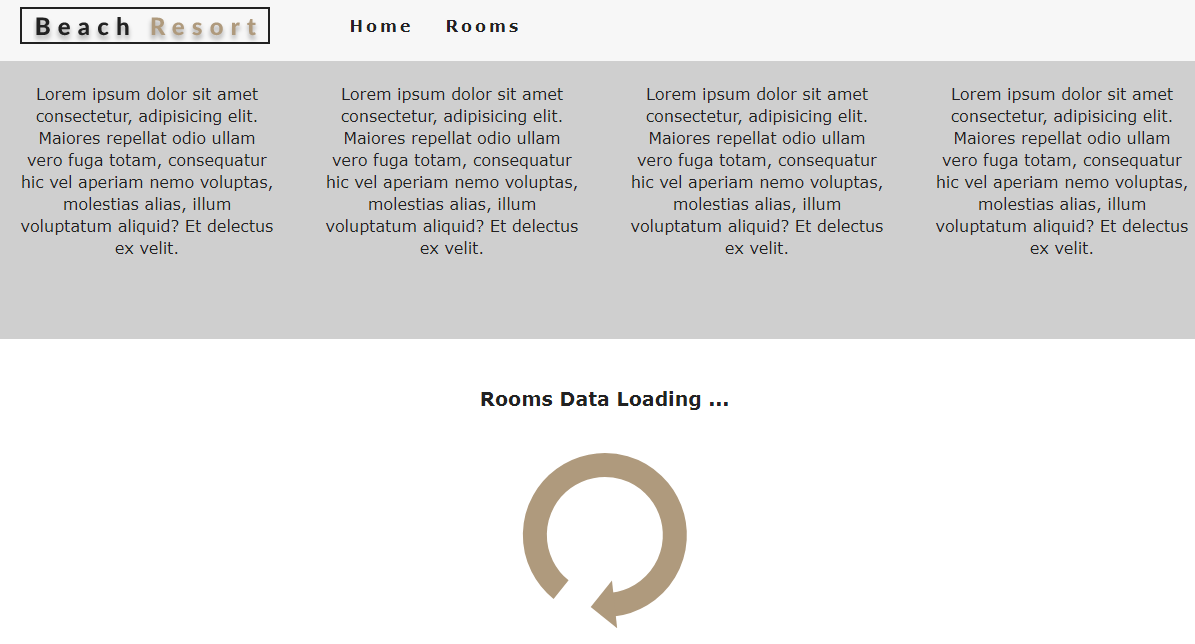 Beach Resort Home Rooms
Lorem ipsum dolor sit amet
consectetur, adipisicing elit.
Maiores repellat odio ullam
vero fuga totam, consequatur
hic vel aperiam nemo voluptas,
molestias alias, illum
voluptatum aliquid? Et delectus
ex velit.
Lorem ipsum dolor sit amet
consectetur, adipisicing elit.
Maiores repellat odio ullam
vero fuga totam, consequatur
hic vel aperiam nemo voluptas,
molestias alias, illum
voluptatum aliquid? Et delectus
ex velit.
Lorem ipsum dolor sit amet
consectetur, adipisicing elit.
Maiores repellat odio ullam
vero fuga totam, consequatur
hic vel aperiam nemo voluptas,
molestias alias, illum
voluptatum aliquid? Et delectus
ex velit.
Lorem ipsum dolor sit amet
consectetur, adipisicing elit.
Maiores repellat odio ullam
vero fuga totam, consequatur
hic vel aperiam nemo voluptas,
molestias alias, illum
voluptatum aliquid? Et delectus
ex velit.
Rooms Data Loading ...